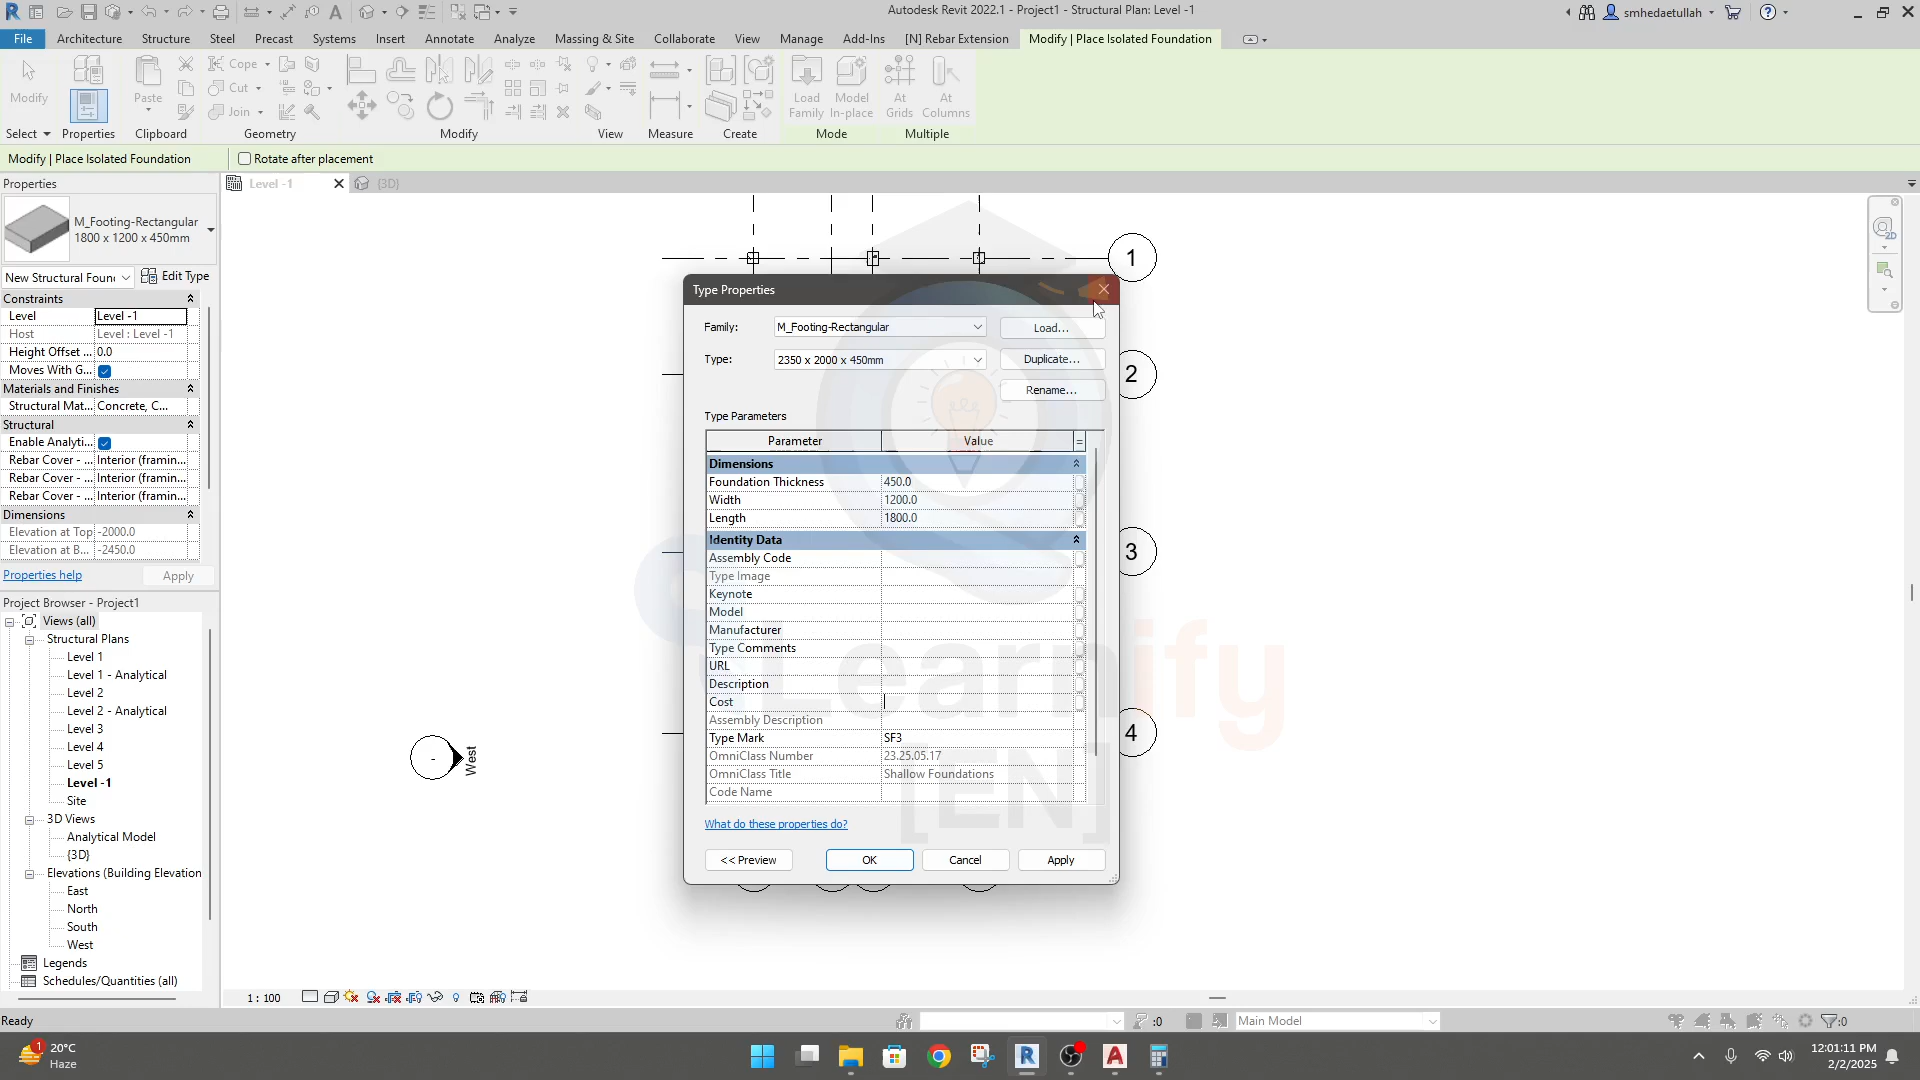 Autodesk Revit 2022.1 - Project1 - Structural Plan: Level -1
smhedaetullah
File
Architecture
Structure
Steel
Precast
Systems
Insert
Annotate
Analyze
Massing & Site
Collaborate
View
Manage
Add-Ins
[N] Rebar Extension
Modify | Place Isolated Foundation
Modify
Paste
Cope
Cut
Join
Load Family
Model In-place
At Grids
At Columns
Select
Properties
Clipboard
Geometry
Modify
View
Measure
Create
Mode
Multiple
Modify | Place Isolated Foundation
Rotate after placement
Properties
Level -1
{3D}
M_Footing-Rectangular
1800 x 1200 x 450mm
New Structural Foun
Edit Type
Constraints
Level Level -1
Host Level : Level -1
Height Offset ... 0.0
Moves With G...
Materials and Finishes
Structural Mat... Concrete, C...
Structural
Enable Analyti...
Rebar Cover - ... Interior (framin...
Rebar Cover - ... Interior (framin...
Rebar Cover - ... Interior (framin...
Dimensions
Elevation at Top -2000.0
Elevation at B... -2450.0
Properties help
Apply
Project Browser - Project1
Views (all)
Structural Plans
Level 1
Level 1 - Analytical
Level 2
Level 2 - Analytical
Level 3
Level 4
Level 5
Level -1
Site
3D Views
Analytical Model
{3D}
Elevations (Building Elevation
East
North
South
West
Legends
Schedules/Quantities (all)
1
2
3
4
-
West
Type Properties
Family: M_Footing-Rectangular Load...
Type: 2350 x 2000 x 450mm Duplicate...
Rename...
Type Parameters
Parameter Value =
Dimensions
Foundation Thickness 450.0
Width 1200.0
Length 1800.0
Identity Data
Assembly Code
Type Image
Keynote
Model
Manufacturer
Type Comments
URL
Description
Cost
Assembly Description
Type Mark SF3
OmniClass Number 23.25.05.17
OmniClass Title Shallow Foundations
Code Name
What do these properties do?
<< Preview OK Cancel Apply
Learnify
[EN]
1 : 100
Ready
:0
Main Model
:0
1
20°C
Haze
12:01:11 PM
2/2/2025